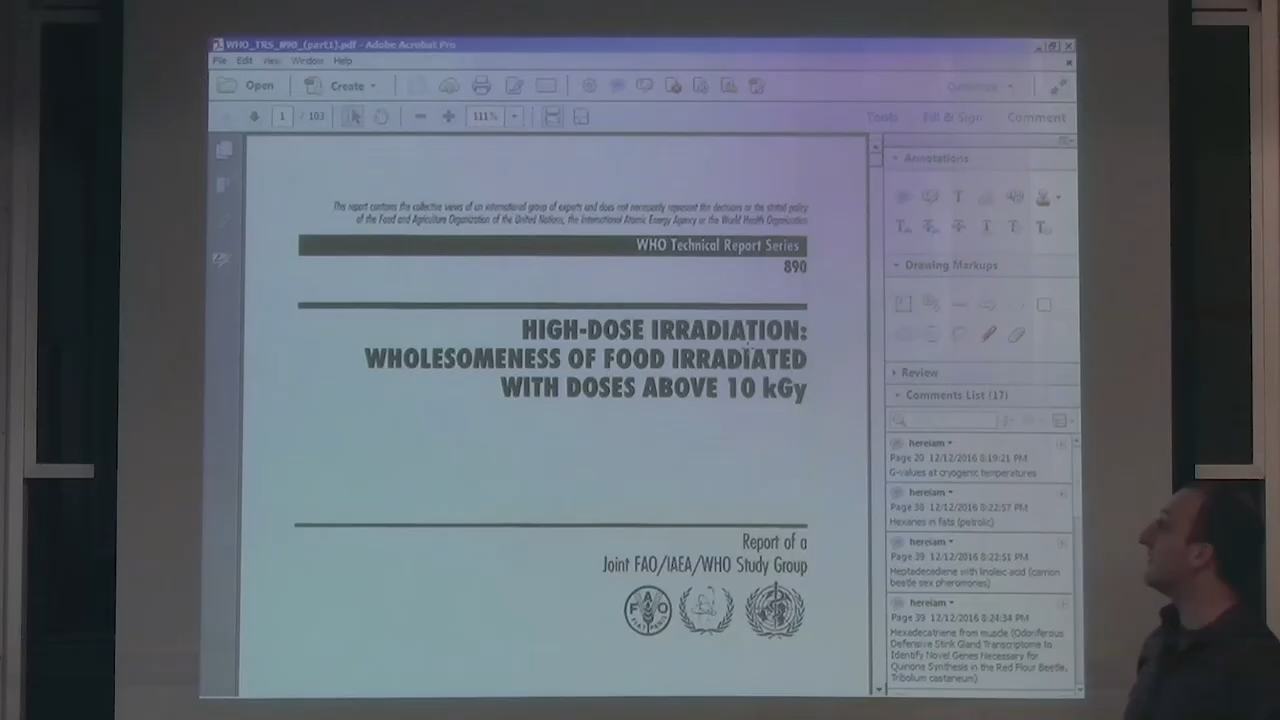 WHO_TRS_890_(part1).pdf - Adobe Acrobat Pro
File Edit View Window Help
Open Create Customize
1 / 103 111%
Tools Fill & Sign Comment
Annotations
This report contains the collective views of an international group of experts and does not necessarily represent the decisions or the stated policy
of the Food and Agriculture Organization of the United Nations, the International Atomic Energy Agency or the World Health Organization
WHO Technical Report Series
890
HIGH-DOSE IRRADIATION:
WHOLESOMENESS OF FOOD IRRADIATED
WITH DOSES ABOVE 10 kGy
Report of a
Joint FAO/IAEA/WHO Study Group
Drawing Markups
Review
Comments List (17)
hereiam
Page 20 12/12/2016 8:19:21 PM
G-values at cryogenic temperatures
hereiam
Page 38 12/12/2016 8:22:57 PM
Hexanes in fats (petrolic)
hereiam
Page 39 12/12/2016 8:22:51 PM
Heptadecadiene with linoleic acid (carrion
beetle sex pheromones)
hereiam
Page 39 12/12/2016 8:24:34 PM
Hexadecatriene from muscle (Odoriferous
Defensive Stink Gland Transcriptome to
Identify Novel Genes Necessary for
Quinone Synthesis in the Red Flour Beetle,
Tribolium castaneum)